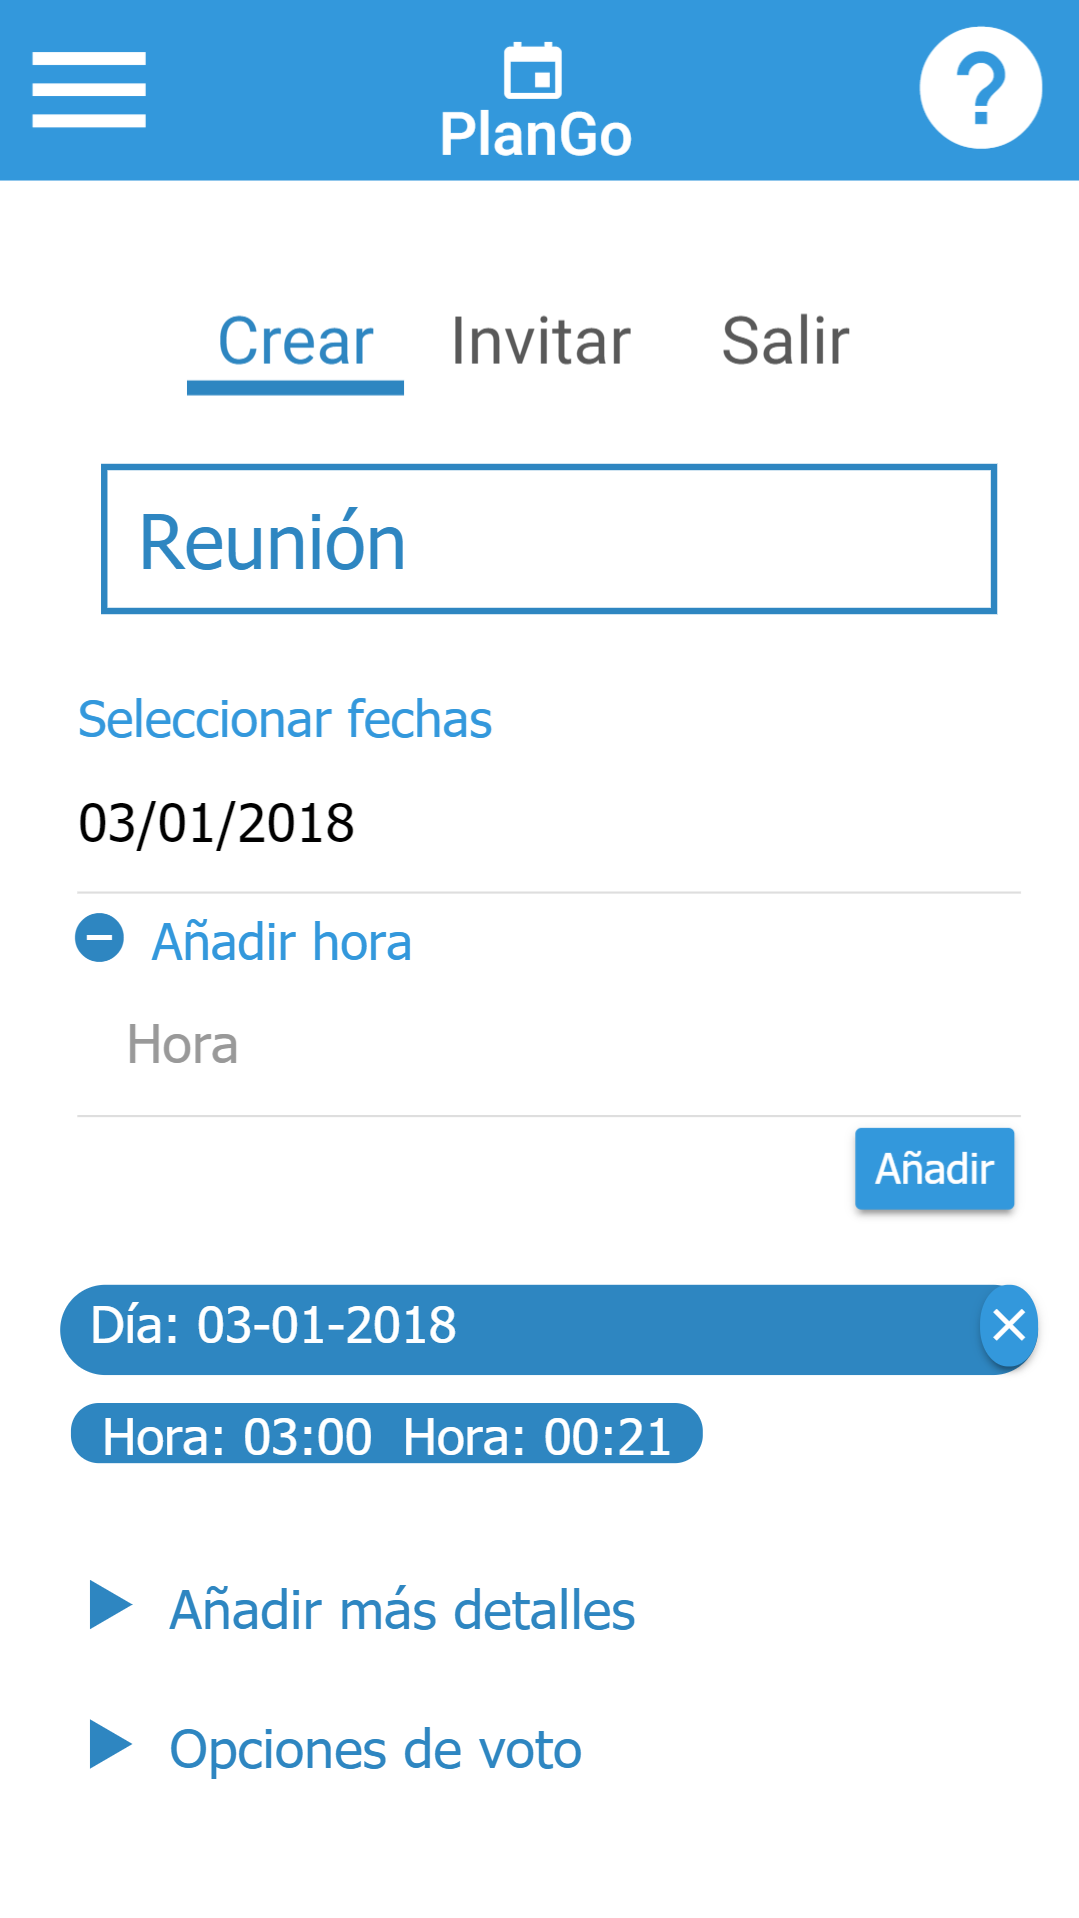 PlanGo
?
Crear Invitar Salir
Reunión
Seleccionar fechas
03/01/2018
Añadir hora
Hora
Añadir
Día: 03-01-2018
Hora: 03:00 Hora: 00:21
Añadir más detalles
Opciones de voto